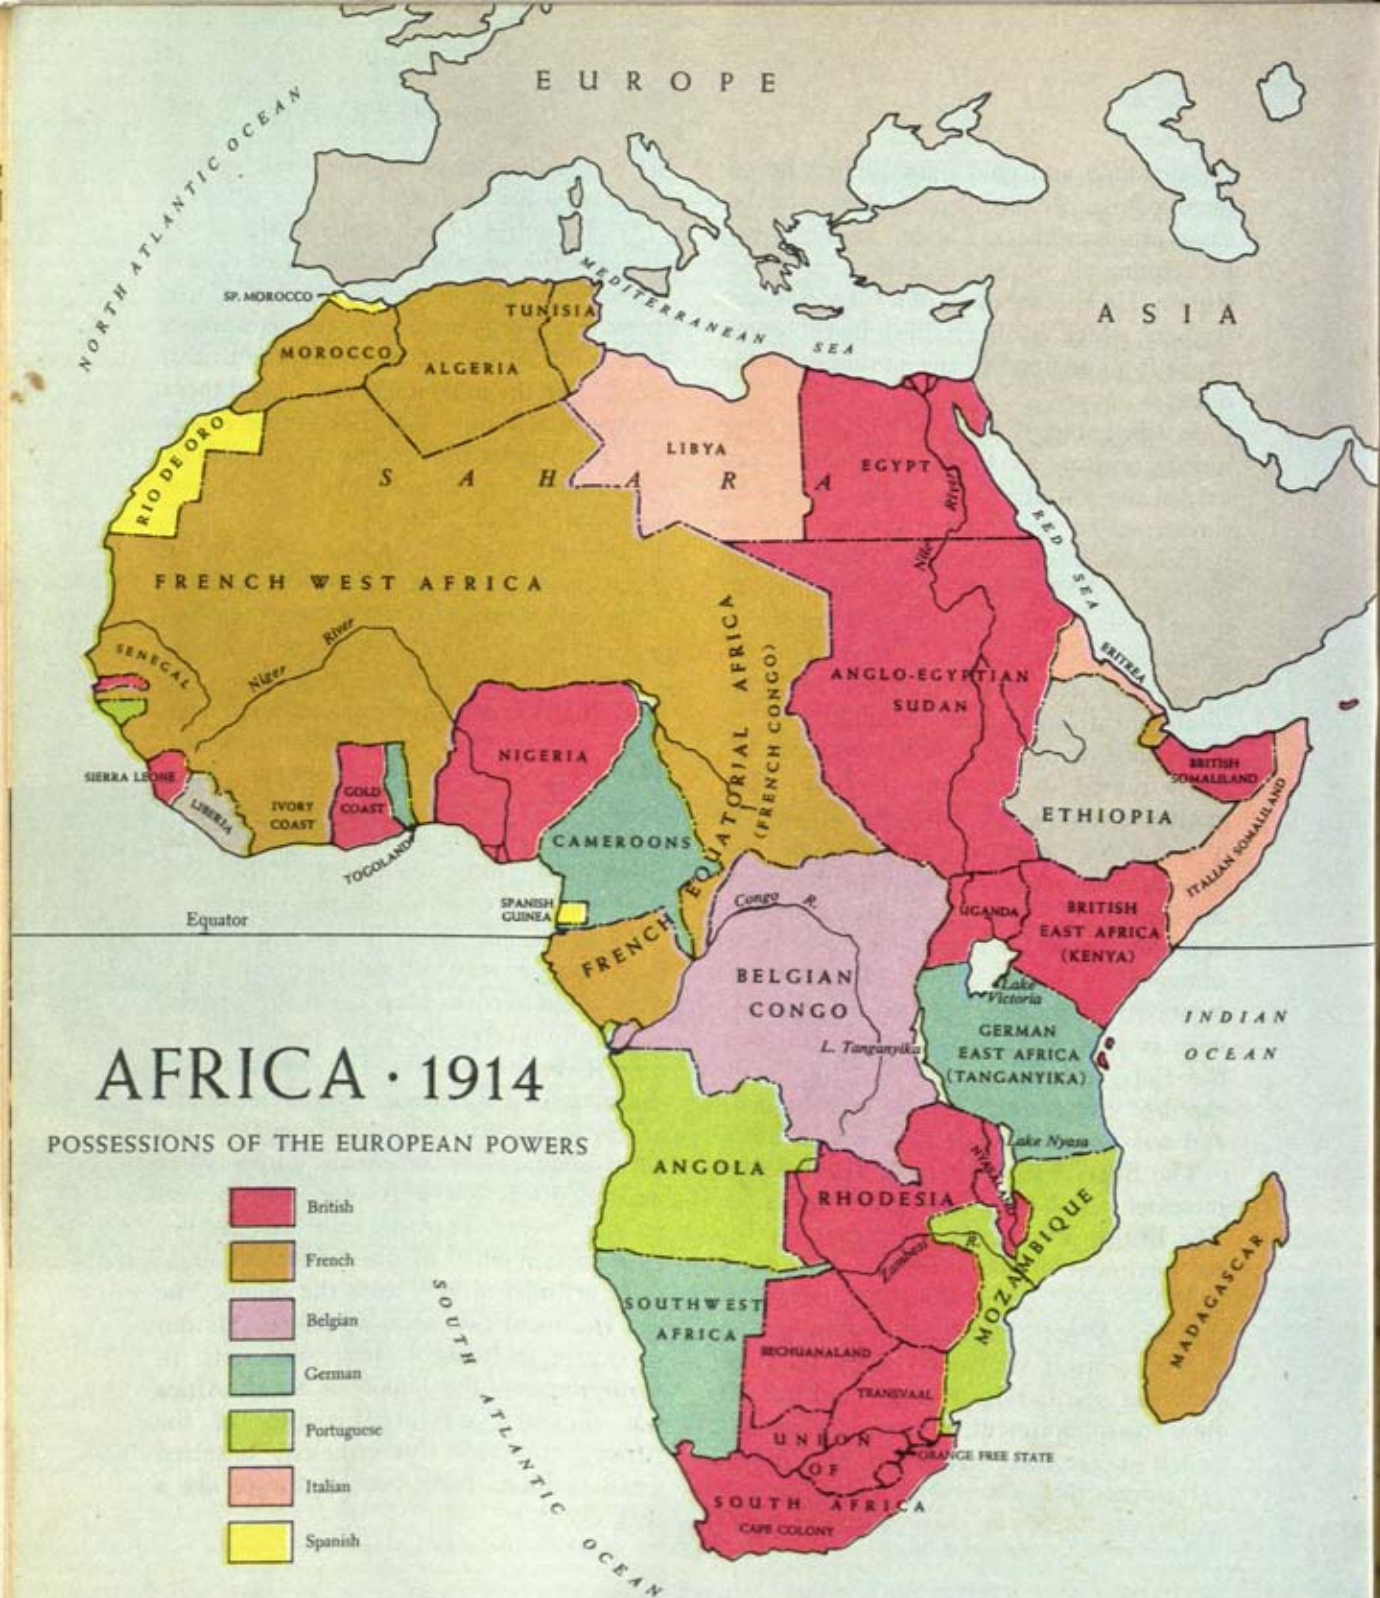 EUROPE
NORTH ATLANTIC OCEAN
ASIA
MEDITERRANEAN SEA
SP. MOROCCO
TUNISIA
MOROCCO
ALGERIA
RIO DE ORO
LIBYA
EGYPT
SAHARA
Nile River
RED SEA
FRENCH WEST AFRICA
SENEGAL
Niger River
ERITREA
ANGLO-EGYPTIAN
SUDAN
FRENCH EQUATORIAL AFRICA
(FRENCH CONGO)
NIGERIA
SIERRA LEONE
LIBERIA
IVORY
COAST
GOLD
COAST
TOGOLAND
CAMEROONS
BRITISH
SOMALILAND
ETHIOPIA
ITALIAN SOMALILAND
SPANISH
GUINEA
Equator
Congo R.
UGANDA
BRITISH
EAST AFRICA
(KENYA)
BELGIAN
CONGO
Lake
Victoria
INDIAN
OCEAN
L. Tanganyika
GERMAN
EAST AFRICA
(TANGANYIKA)
AFRICA · 1914
POSSESSIONS OF THE EUROPEAN POWERS
Lake Nyasa
ANGOLA
RHODESIA
NYASALAND
Zambesi R.
MOZAMBIQUE
MADAGASCAR
SOUTHWEST
AFRICA
BECHUANALAND
TRANSVAAL
UNION
OF
SOUTH AFRICA
ORANGE FREE STATE
CAPE COLONY
SOUTH ATLANTIC OCEAN
British
French
Belgian
German
Portuguese
Italian
Spanish